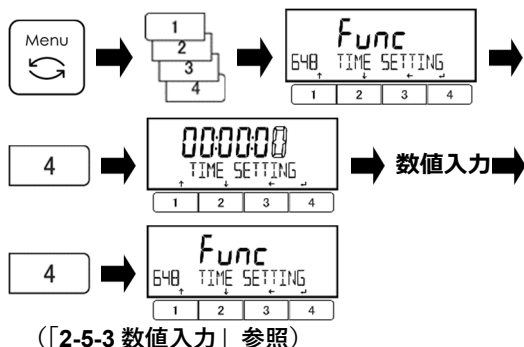 Menu
1
2
3
4
Func
648 TIME SETTING
↑ ↓ ← ↵
1 2 3 4
4
00:00:00
TIME SETTING
↑ ↓ ← ↵
1 2 3 4
数値入力
4
Func
648 TIME SETTING
↑ ↓ ← ↵
1 2 3 4
（「2-5-3 数値入力」参照）